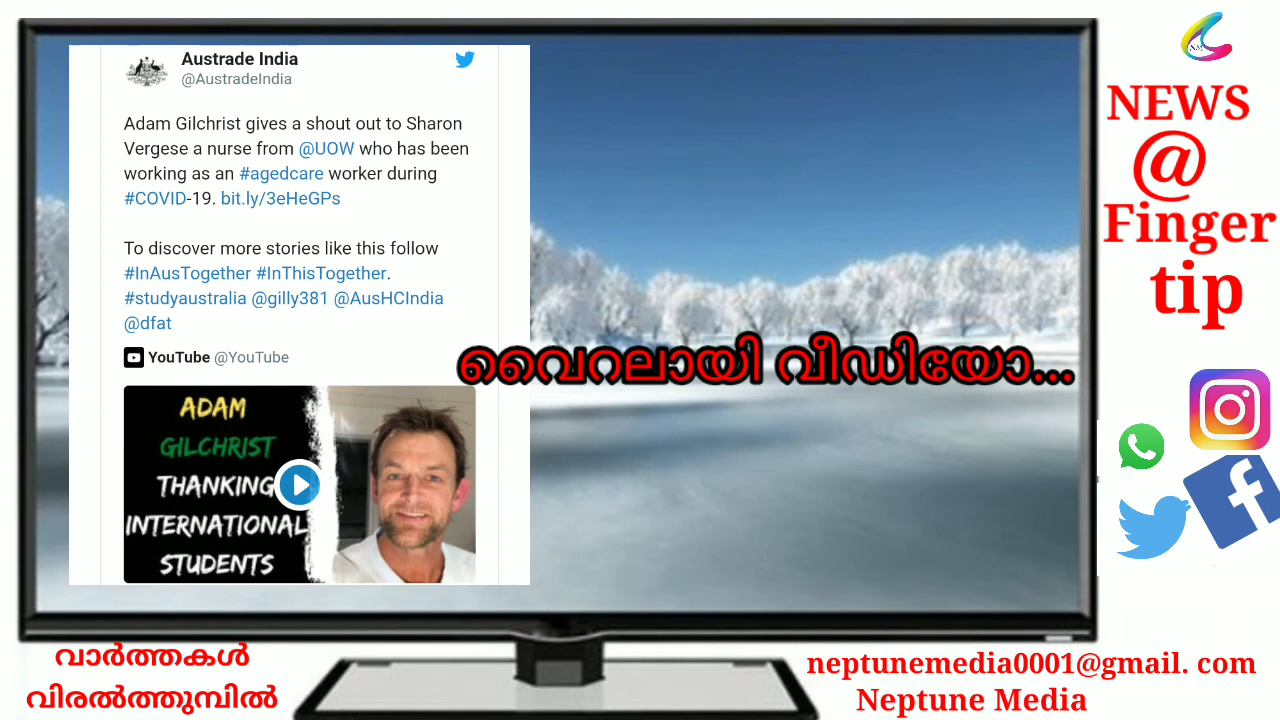 Austrade India
@AustradeIndia
Adam Gilchrist gives a shout out to Sharon
Vergese a nurse from @UOW who has been
working as an #agedcare worker during
#COVID-19. bit.ly/3eHeGPs
To discover more stories like this follow
#InAusTogether #InThisTogether.
#studyaustralia @gilly381 @AusHCIndia
@dfat
YouTube @YouTube
ADAM
GILCHRIST
THANKING
INTERNATIONAL
STUDENTS
വൈറലായി വീഡിയോ...
NM
NEWS
@
Finger
tip
വാർത്തകൾ
വിരൽത്തുമ്പിൽ
neptunemedia0001@gmail. com
Neptune Media